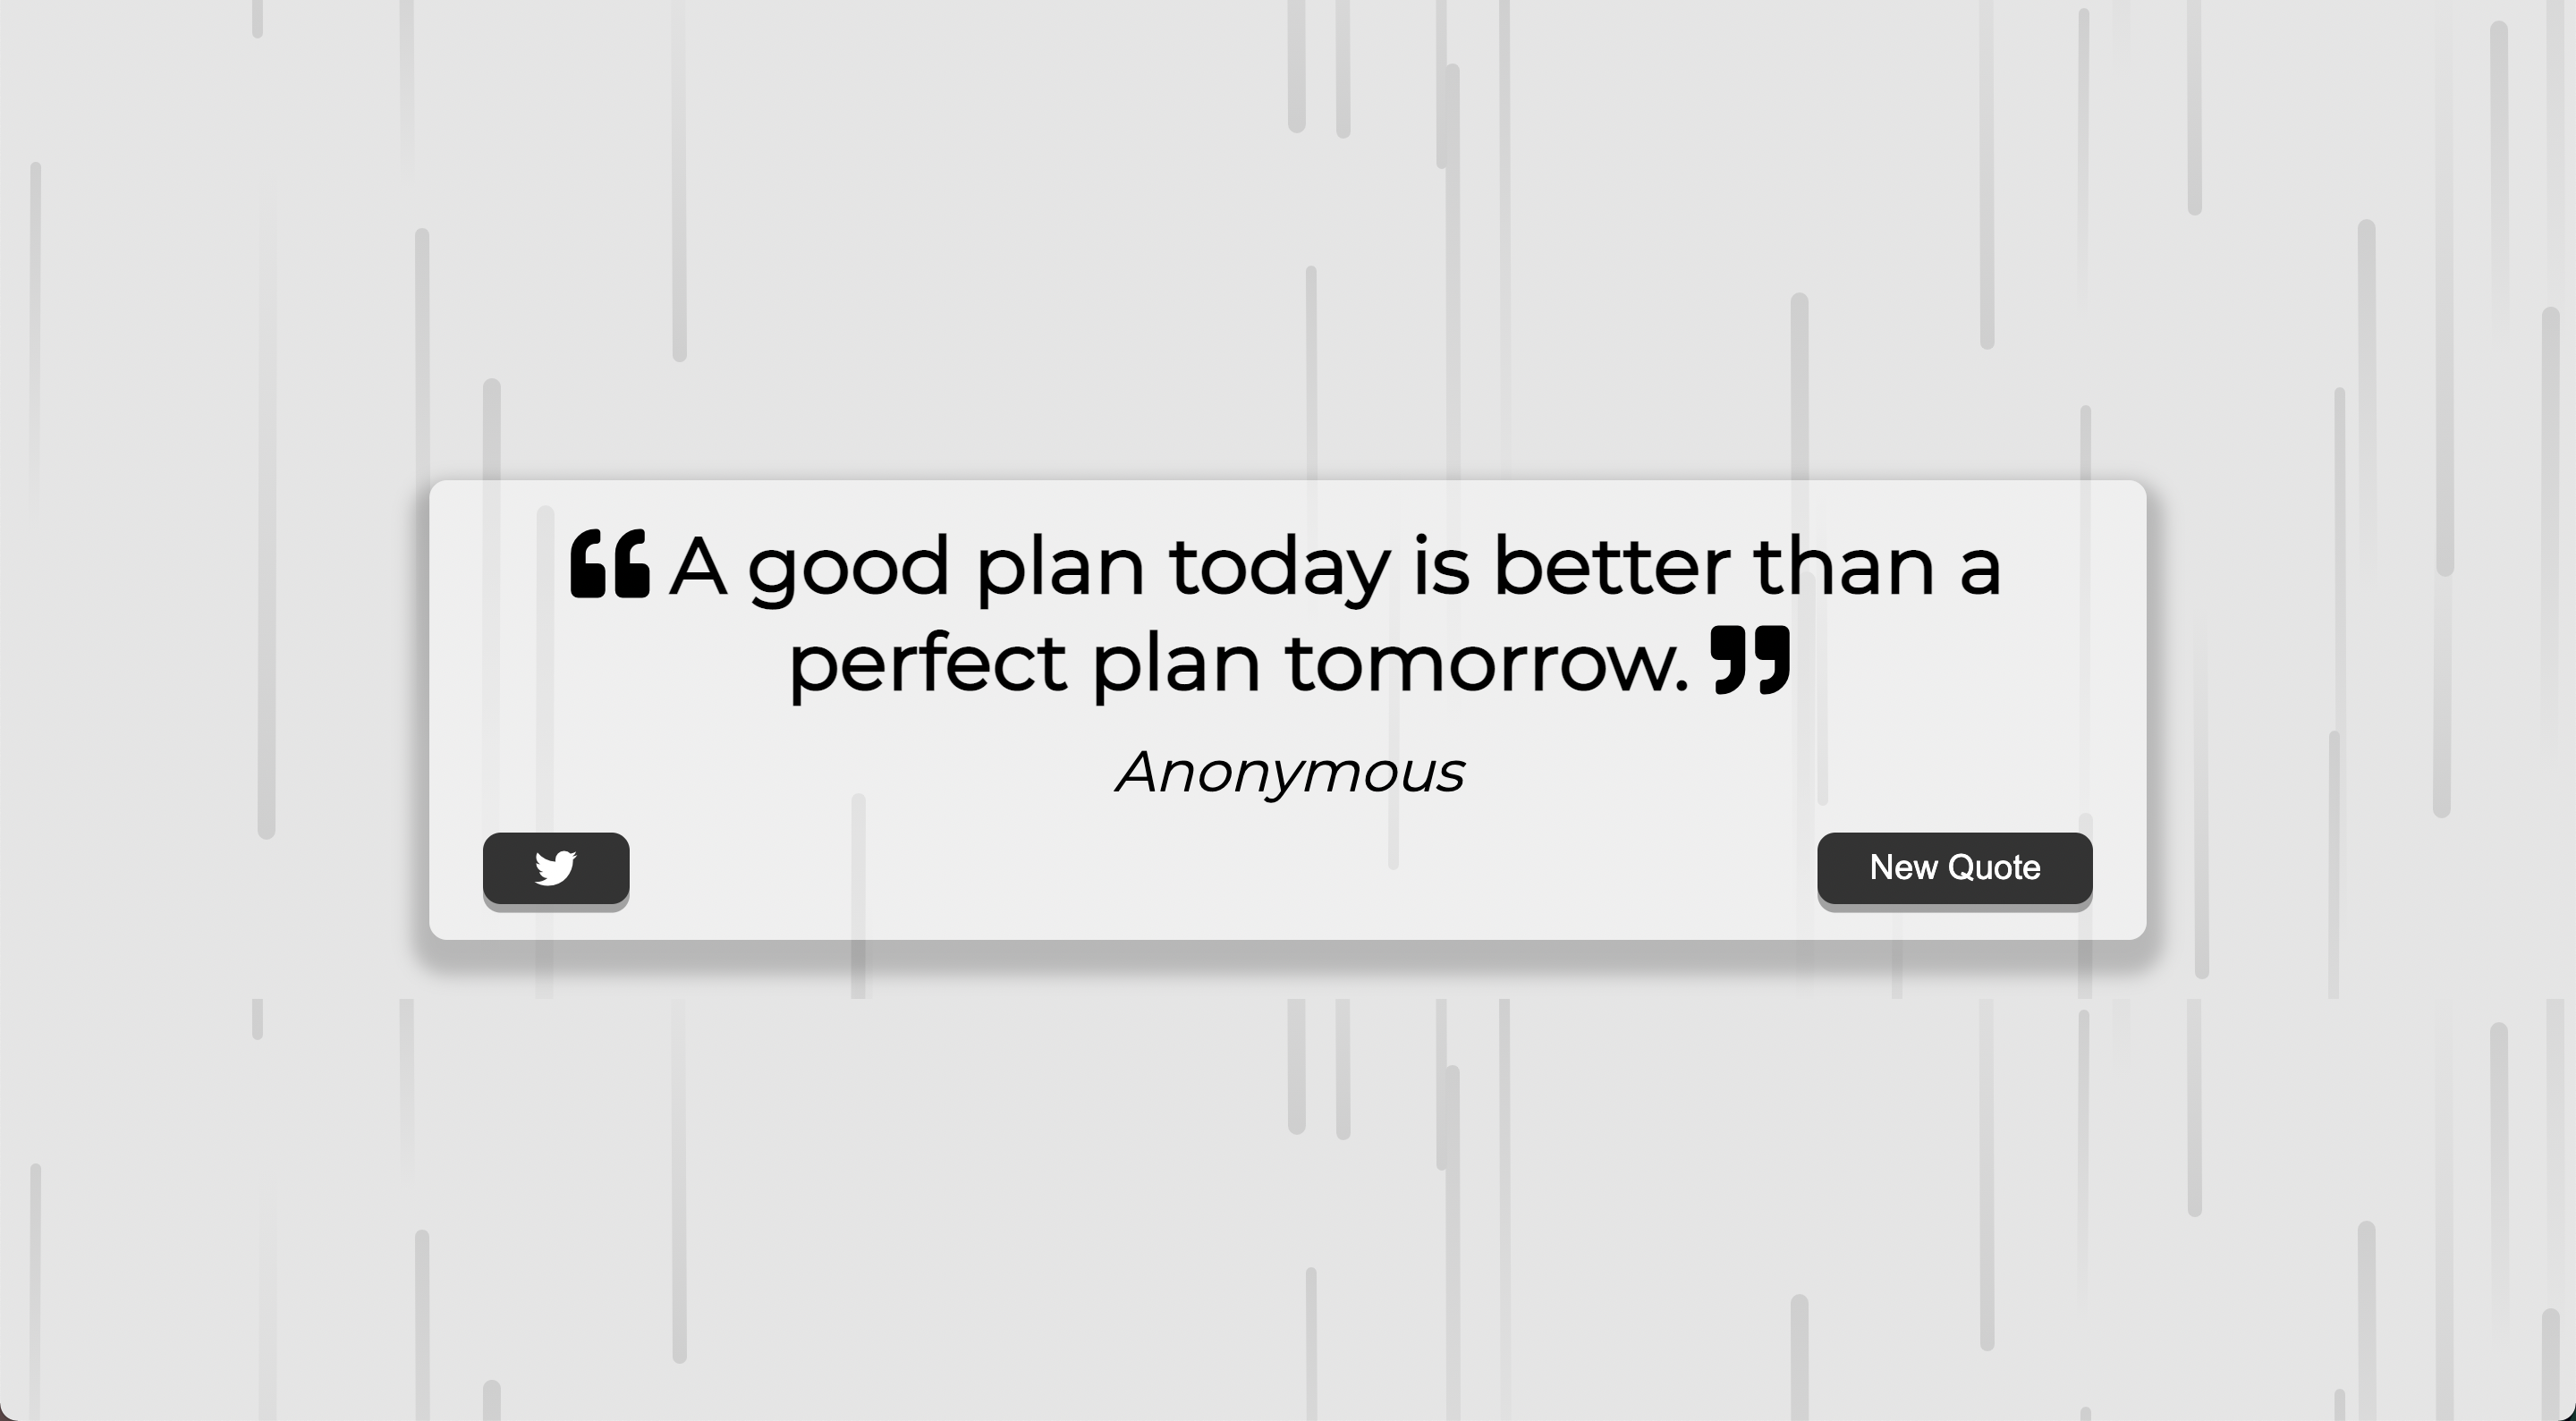 “ A good plan today is better than a
perfect plan tomorrow. ”
Anonymous
New Quote